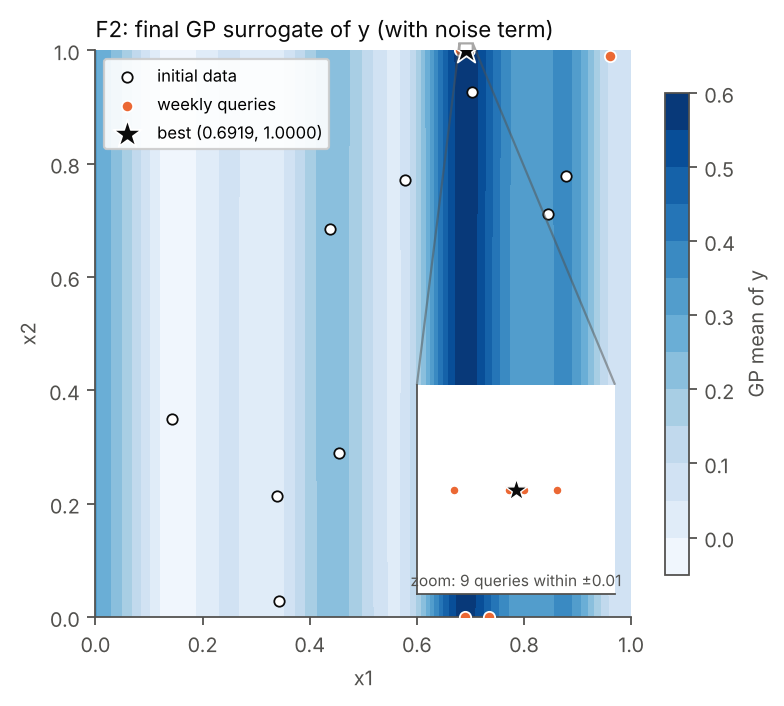 F2: final GP surrogate of y (with noise term)
initial data
weekly queries
best (0.6919, 1.0000)
1.0
0.8
0.6
0.4
0.2
0.0
x2
zoom: 9 queries within ±0.01
0.0
0.2
0.4
0.6
0.8
1.0
x1
0.6
0.5
0.4
0.3
0.2
0.1
0.0
GP mean of y